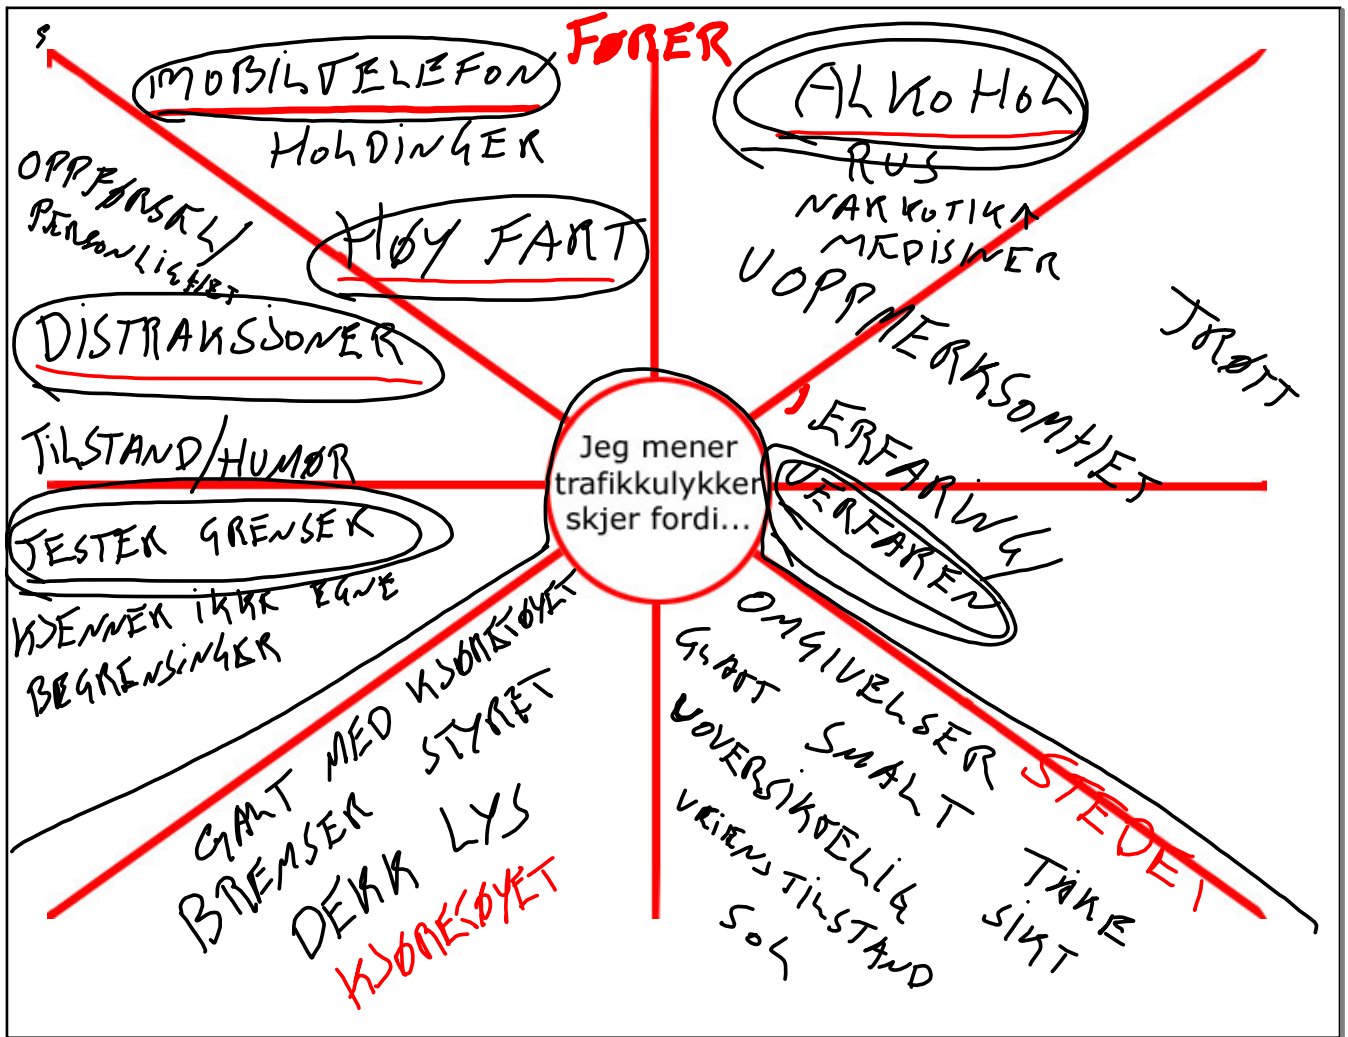 FØRER
MOBILTELEFON
HOLDINGER
HØY FART
OPPFØRSEL/
PERSONLIGHET
DISTRAKSJONER
TILSTAND/HUMØR
TESTER GRENSER
KJENNER IKKE EGNE
BEGRENSINGER
ALKOHOL
RUS
NARKOTIKA
MEDISINER
UOPPMERKSOMHET
TRØTT
ERFARING
UERFAREN
Jeg mener
trafikkulykker
skjer fordi...
GALT MED KJØRETØYET
BREMSER STYRET
DEKK LYS
KJØRETØYET
OMGIVELSER
STEDET
GLATT SMALT
UOVERSIKTELIG
VEIENS TILSTAND
SOL
TÅKE
SIKT